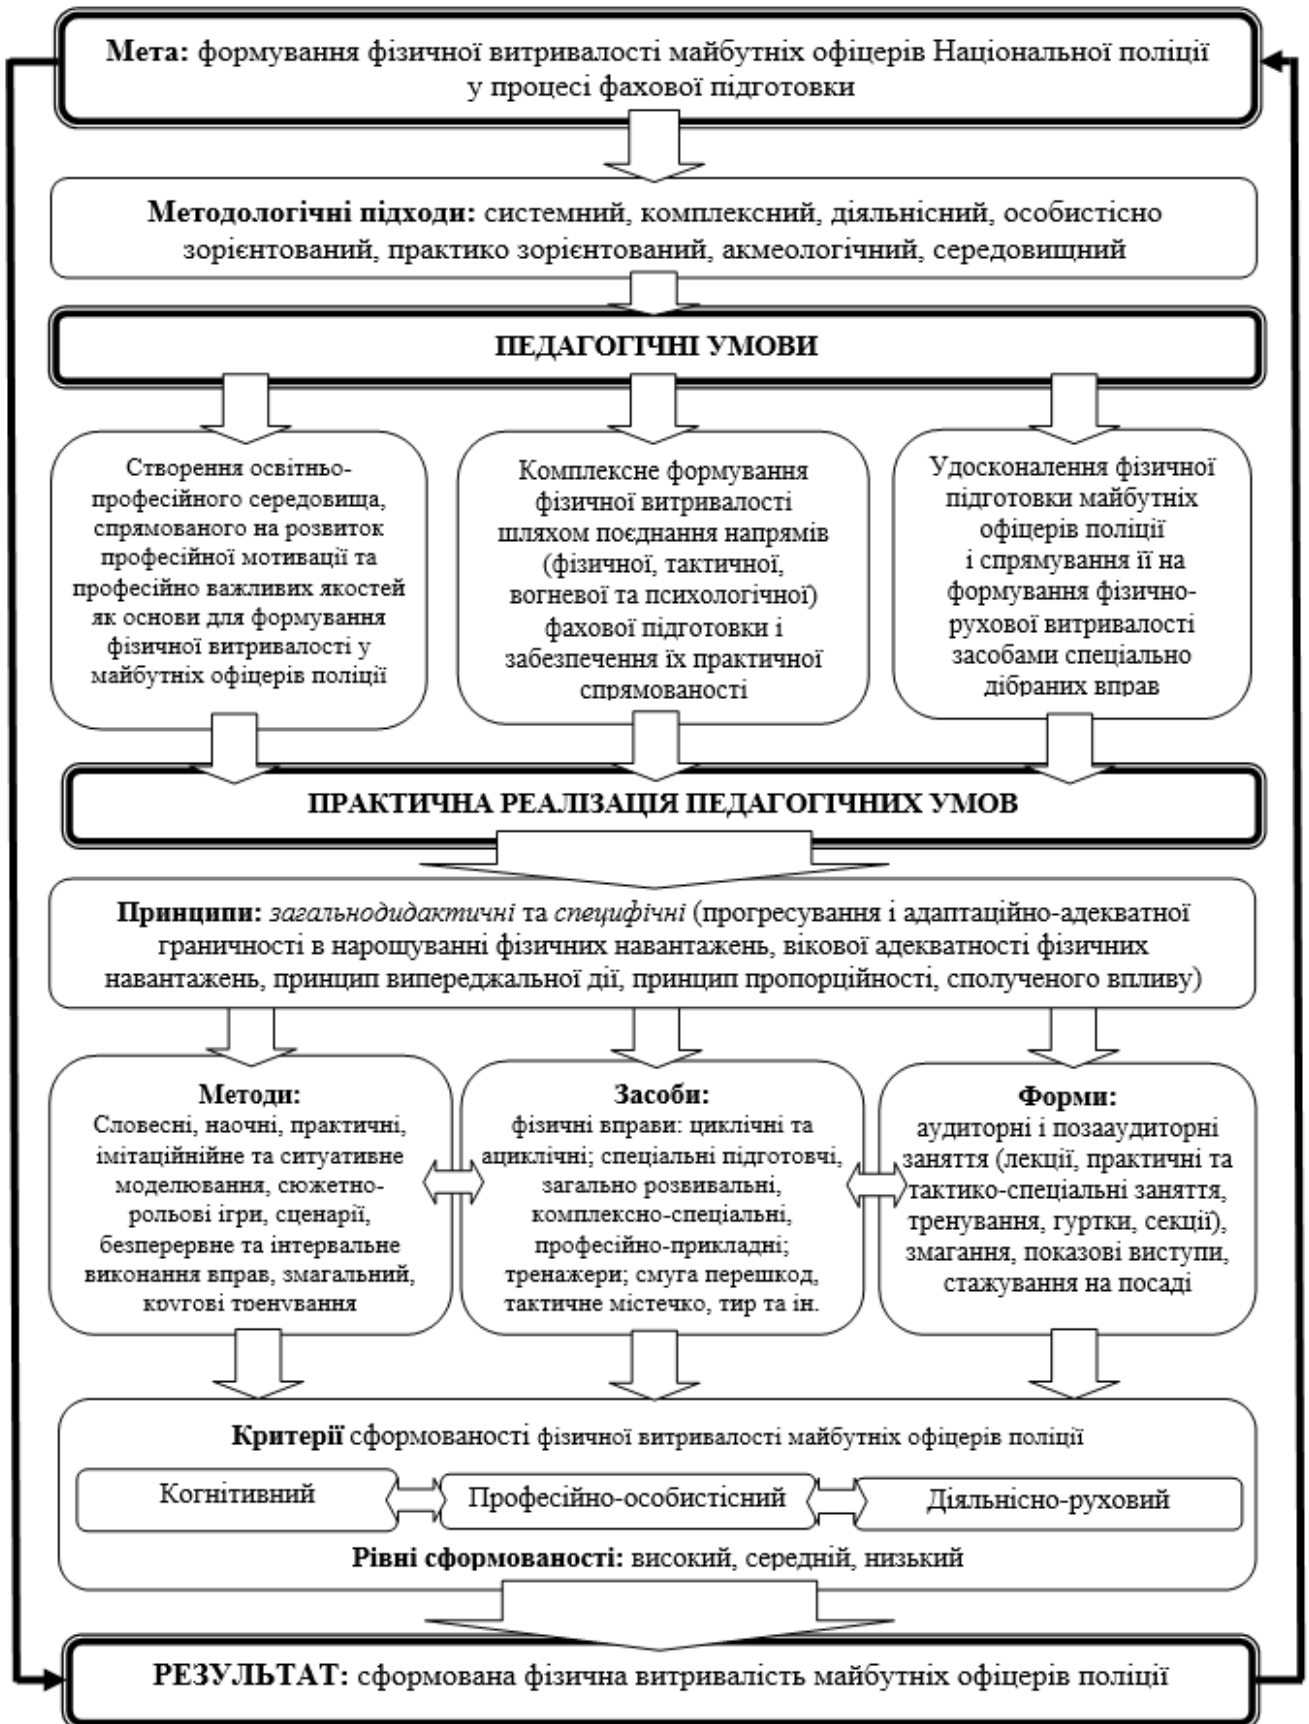 Мета: формування фізичної витривалості майбутніх офіцерів Національної поліції
у процесі фахової підготовки
Методологічні підходи: системний, комплексний, діяльнісний, особистісно
зорієнтований, практико зорієнтований, акмеологічний, середовищний
ПЕДАГОГІЧНІ УМОВИ
Створення освітньо-
професійного середовища,
спрямованого на розвиток
професійної мотивації та
професійно важливих якостей
як основи для формування
фізичної витривалості у
майбутніх офіцерів поліції
Комплексне формування
фізичної витривалості
шляхом поєднання напрямів
(фізичної, тактичної,
вогневої та психологічної)
фахової підготовки і
забезпечення їх практичної
спрямованості
Удосконалення фізичної
підготовки майбутніх
офіцерів поліції
і спрямування її на
формування фізично-
рухової витривалості
засобами спеціально
дібраних вправ
ПРАКТИЧНА РЕАЛІЗАЦІЯ ПЕДАГОГІЧНИХ УМОВ
Принципи: загальнодидактичні та специфічні (прогресування і адаптаційно-адекватної
граничності в нарощуванні фізичних навантажень, вікової адекватності фізичних
навантажень, принцип випереджальної дії, принцип пропорційності, сполученого впливу)
Методи:
Словесні, наочні, практичні,
імітаційнійне та ситуативне
моделювання, сюжетно-
рольові ігри, сценарії,
безперервне та інтервальне
виконання вправ, змагальний,
кругові тренування
Засоби:
фізичні вправи: циклічні та
ациклічні; спеціальні підготовчі,
загально розвивальні,
комплексно-спеціальні,
професійно-прикладні;
тренажери; смуга перешкод,
тактичне містечко, тир та ін.
Форми:
аудиторні і позааудиторні
заняття (лекції, практичні та
тактико-спеціальні заняття,
тренування, гуртки, секції),
змагання, показові виступи,
стажування на посаді
Критерії сформованості фізичної витривалості майбутніх офіцерів поліції
Когнітивний
Професійно-особистісний
Діяльнісно-руховий
Рівні сформованості: високий, середній, низький
РЕЗУЛЬТАТ: сформована фізична витривалість майбутніх офіцерів поліції